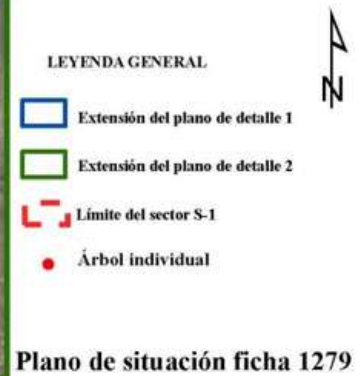 N
LEYENDA GENERAL
Extensión del plano de detalle 1
Extensión del plano de detalle 2
Límite del sector S-1
Árbol individual
Plano de situación ficha 1279